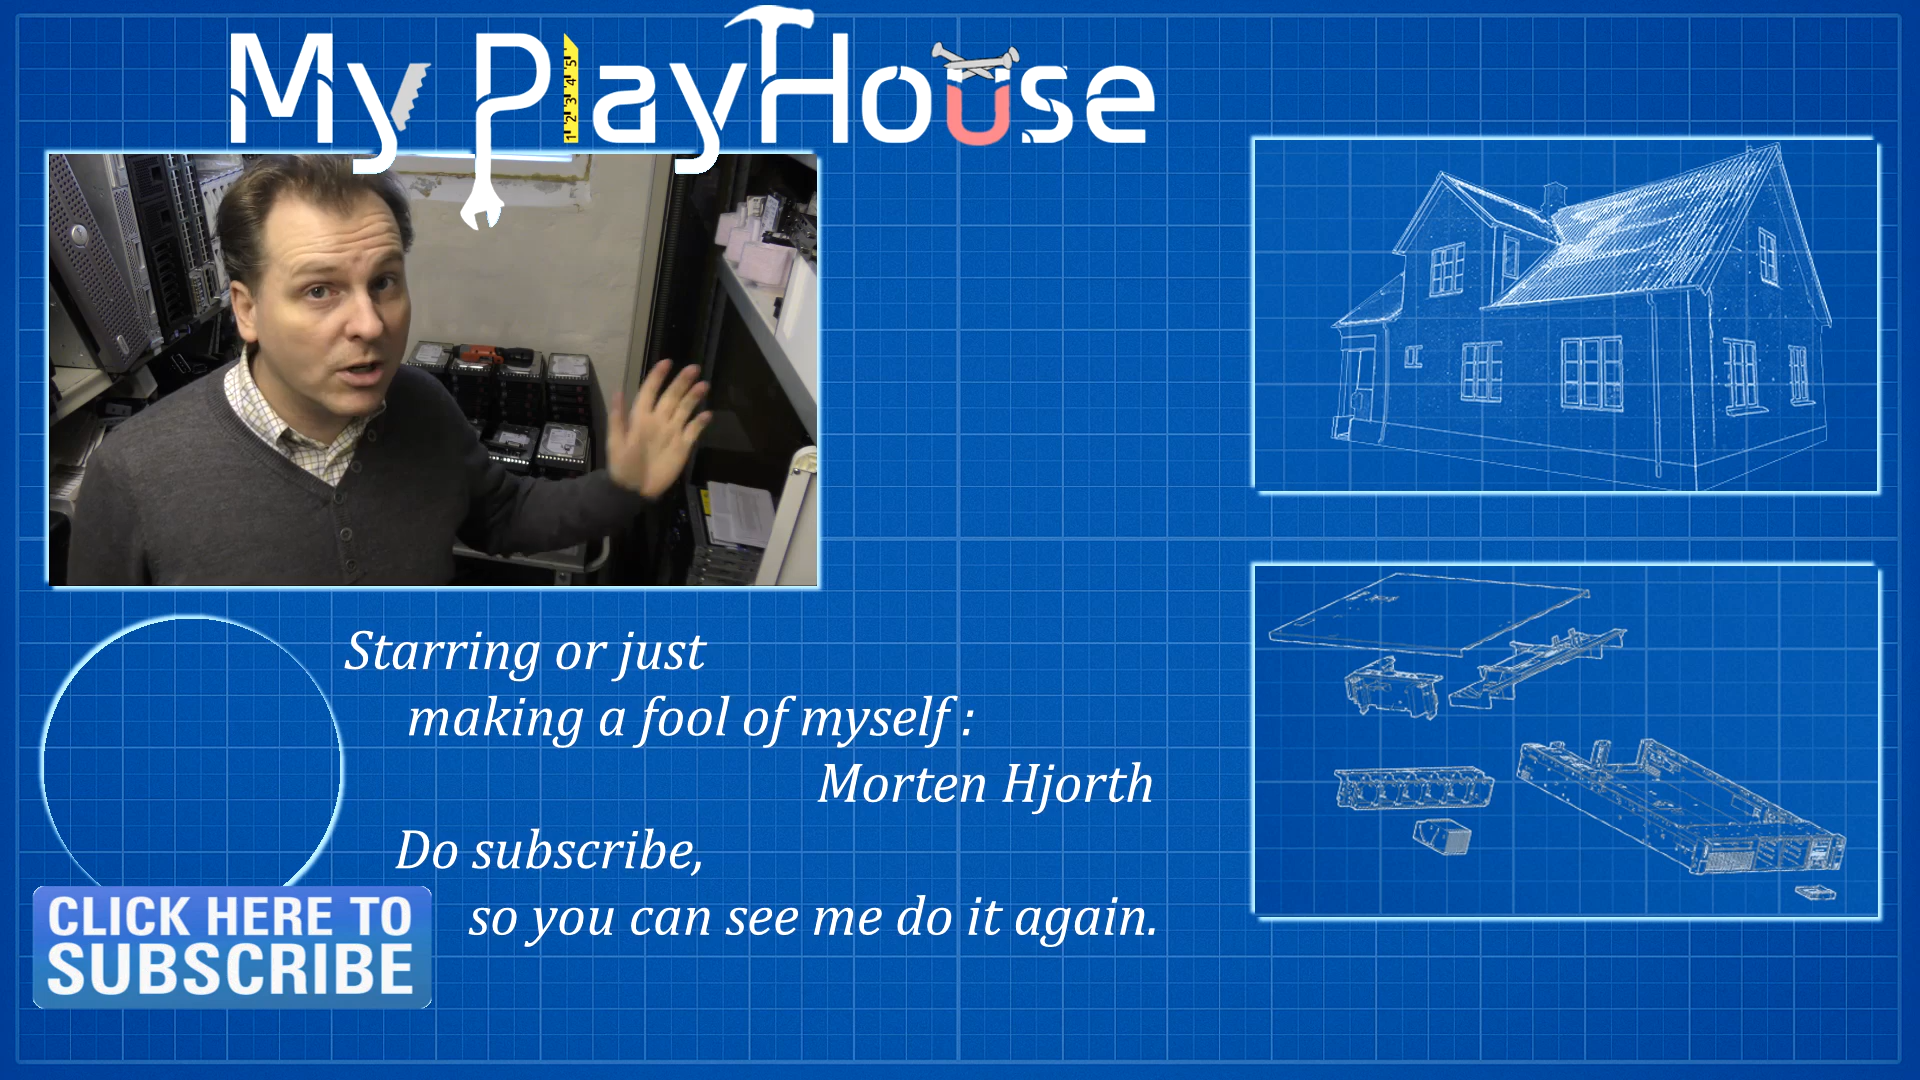 My PlayHouse
1 2 3 4 5
Starring or just
making a fool of myself :
Morten Hjorth
Do subscribe,
so you can see me do it again.
CLICK HERE TO
SUBSCRIBE